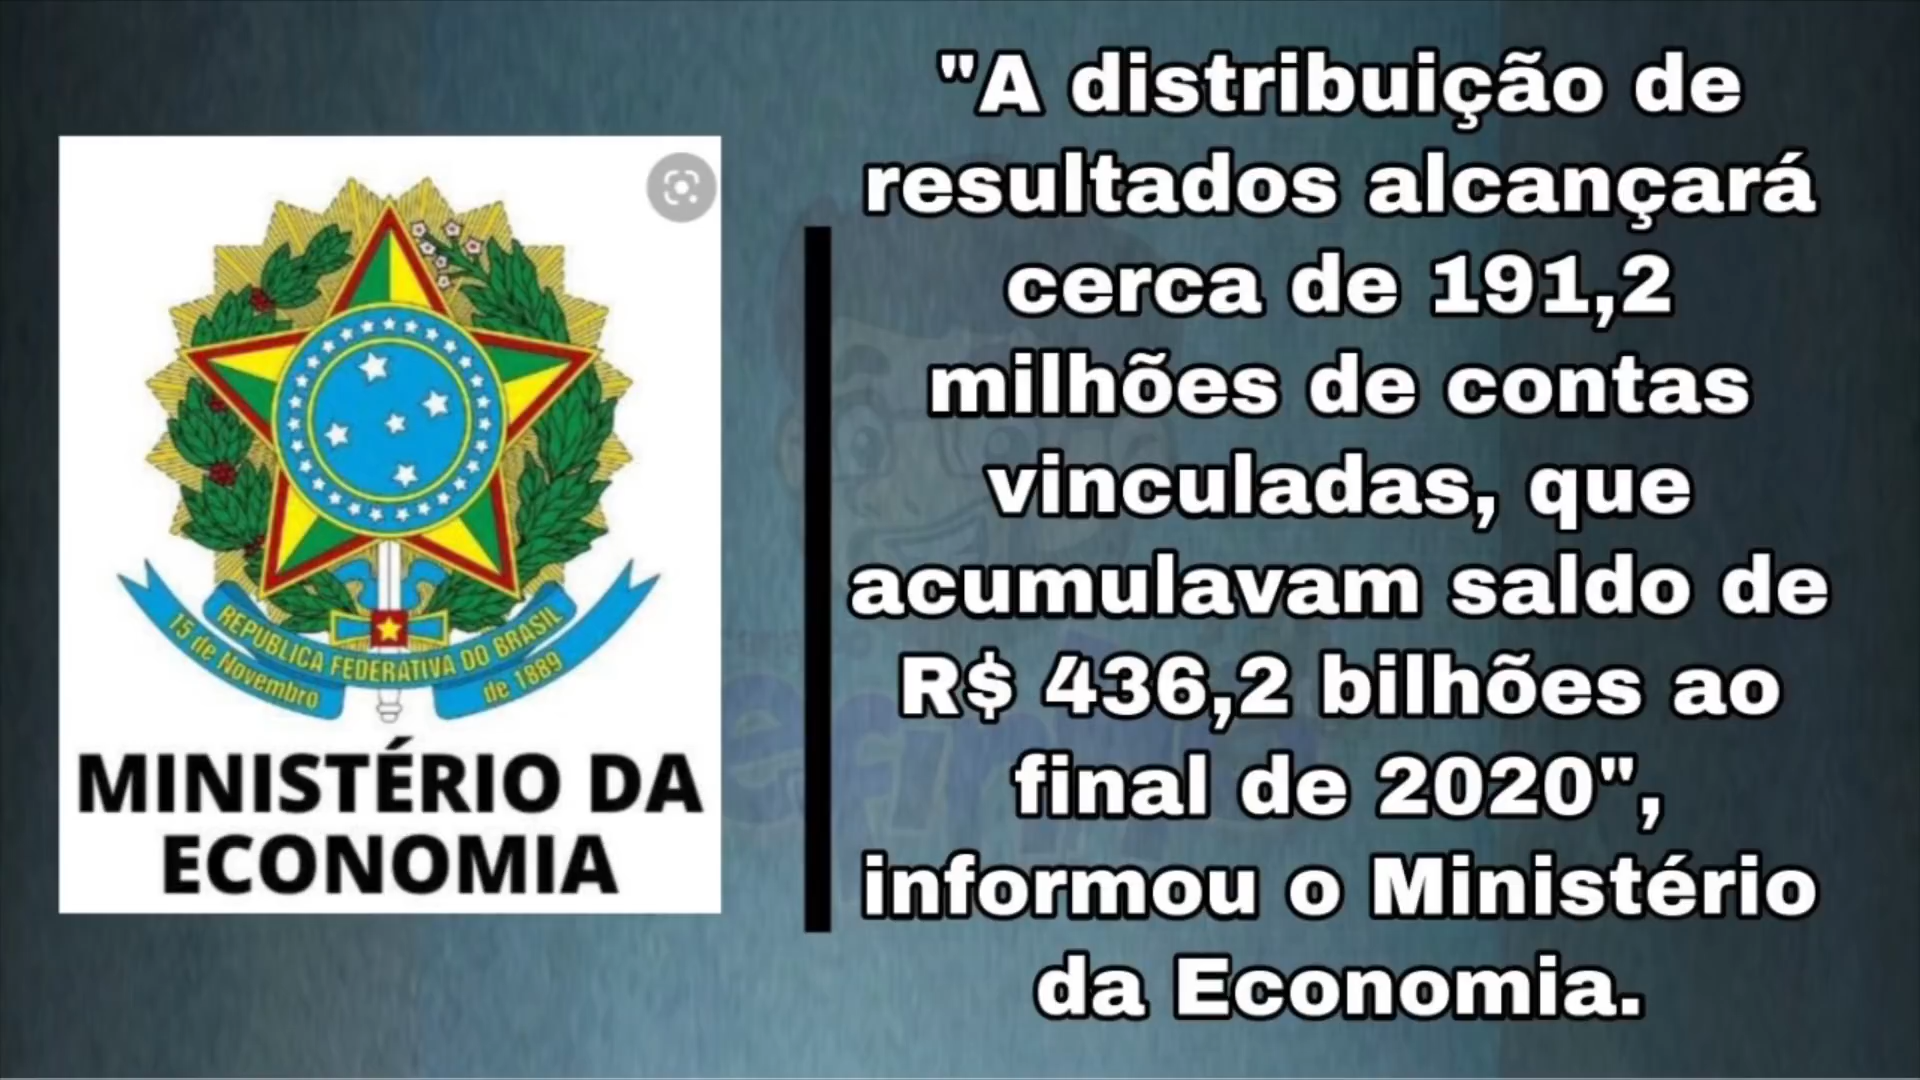 REPUBLICA FEDERATIVA DO BRASIL
15 de Novembro
de 1889
MINISTÉRIO DA
ECONOMIA
"A distribuição de
resultados alcançará
cerca de 191,2
milhões de contas
vinculadas, que
acumulavam saldo de
R$ 436,2 bilhões ao
final de 2020",
informou o Ministério
da Economia.